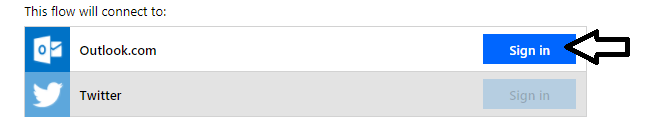 This flow will connect to:
Outlook.com Sign in
Twitter Sign in